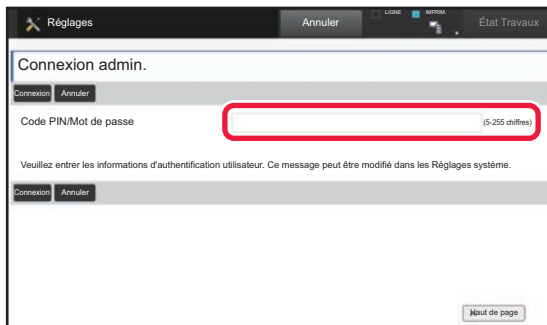 Réglages Annuler LIGNE IMPRIM. État Travaux
Connexion admin.
Connexion Annuler
Code PIN/Mot de passe (5-255 chiffres)
Veuillez entrer les informations d'authentification utilisateur. Ce message peut être modifié dans les Réglages système.
Connexion Annuler
Haut de page